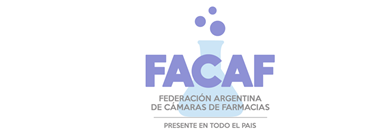 FACAF
FEDERACIÓN ARGENTINA
DE CÁMARAS DE FARMACIAS
PRESENTE EN TODO EL PAIS